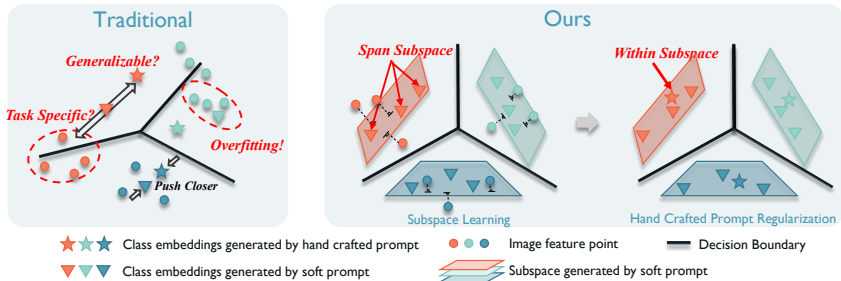 Traditional
Generalizable?
Task Specific?
Overfitting!
Push Closer
Ours
Span Subspace
Within Subspace
Subspace Learning
Hand Crafted Prompt Regularization
Class embeddings generated by hand crafted prompt
Image feature point
Decision Boundary
Class embeddings generated by soft prompt
Subspace generated by soft prompt